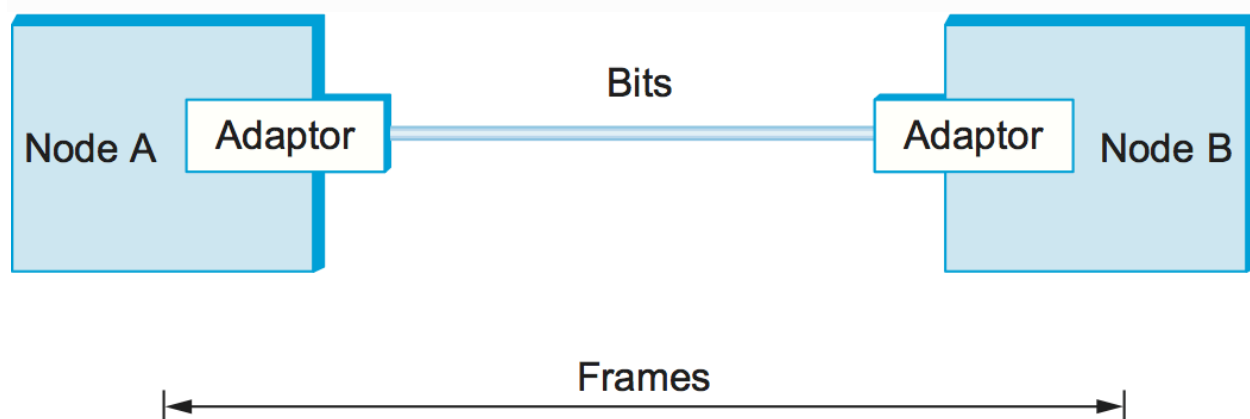 Bits
Node A
Adaptor
Adaptor
Node B
Frames